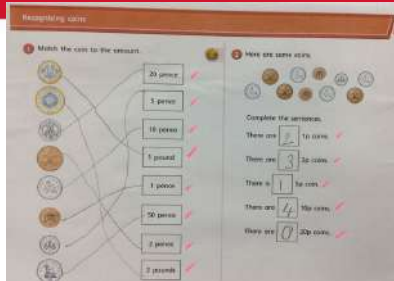 Recognising coins
1 Match the coin to the amount.
20 pence
5 pence
10 pence
1 pound
1 pence
50 pence
2 pence
2 pounds
2 Here are some coins.
Complete the sentences.
There are 2 1p coins.
There are 3 2p coins.
There is 1 5p coin.
There are 4 10p coins.
There are 0 20p coins.